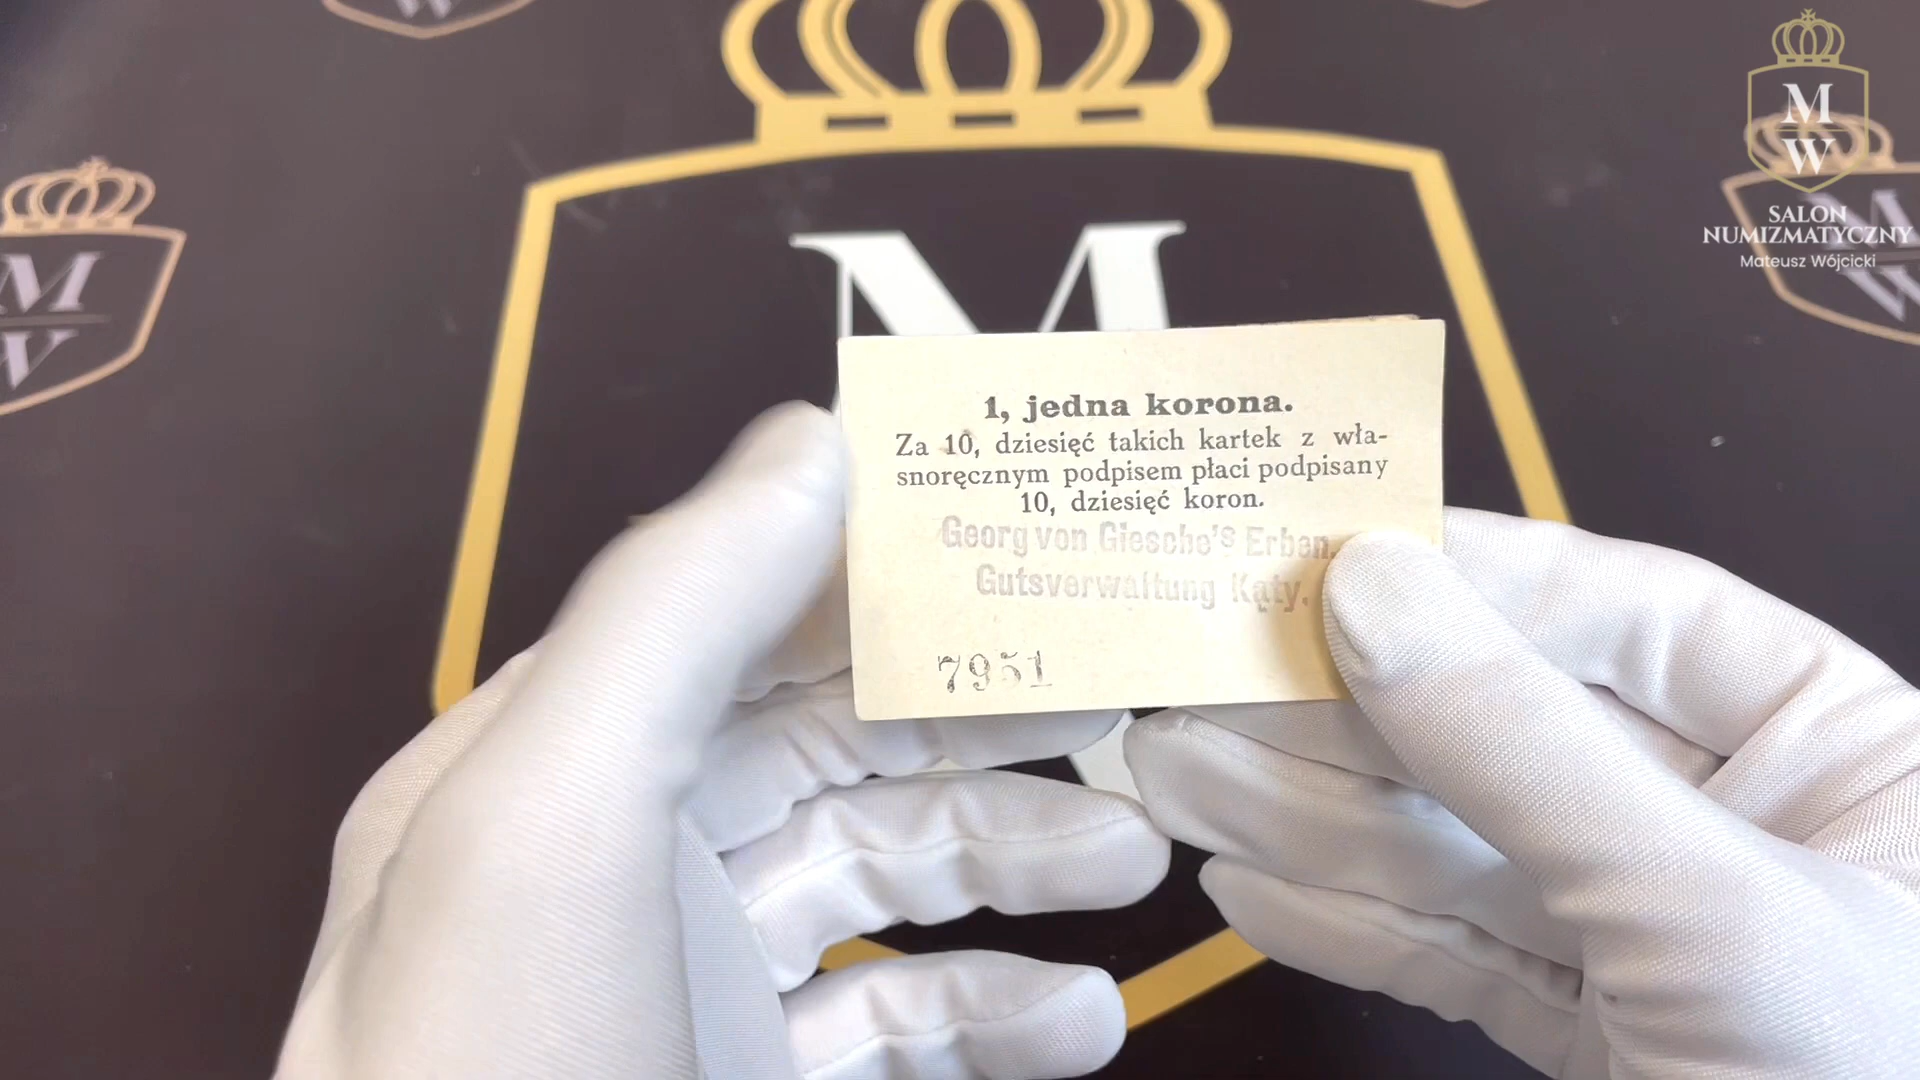 M
W
SALON
NUMIZMATYCZNY
Mateusz Wójcicki
M
M
W
M
W
1, jedna korona.
Za 10, dziesięć takich kartek z wła-
snoręcznym podpisem płaci podpisany
10, dziesięć koron.
Georg von Giesche's Erben.
Gutsverwaltung Kąty.
7951